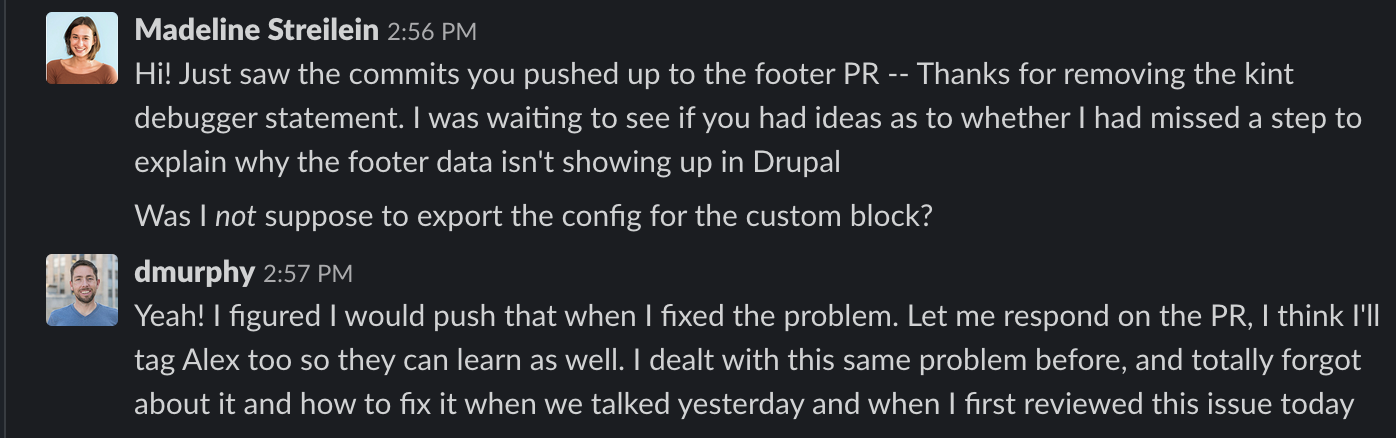 Madeline Streilein 2:56 PM
Hi! Just saw the commits you pushed up to the footer PR -- Thanks for removing the kint
debugger statement. I was waiting to see if you had ideas as to whether I had missed a step to
explain why the footer data isn't showing up in Drupal
Was I not suppose to export the config for the custom block?
dmurphy 2:57 PM
Yeah! I figured I would push that when I fixed the problem. Let me respond on the PR, I think I'll
tag Alex too so they can learn as well. I dealt with this same problem before, and totally forgot
about it and how to fix it when we talked yesterday and when I first reviewed this issue today